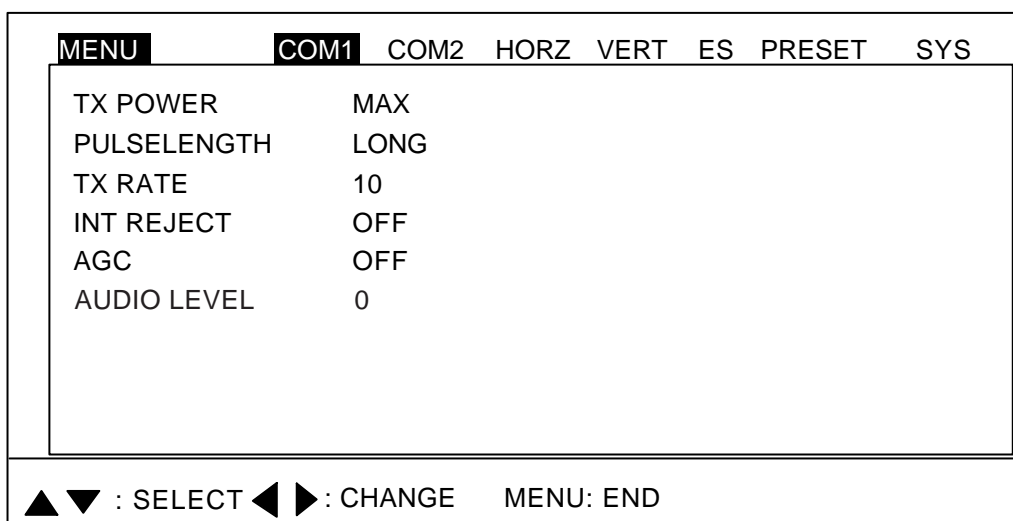 MENU COM1 COM2 HORZ VERT ES PRESET SYS
TX POWER MAX
PULSELENGTH LONG
TX RATE 10
INT REJECT OFF
AGC OFF
AUDIO LEVEL 0
▲ ▼ : SELECT ◀ ▶ : CHANGE MENU: END